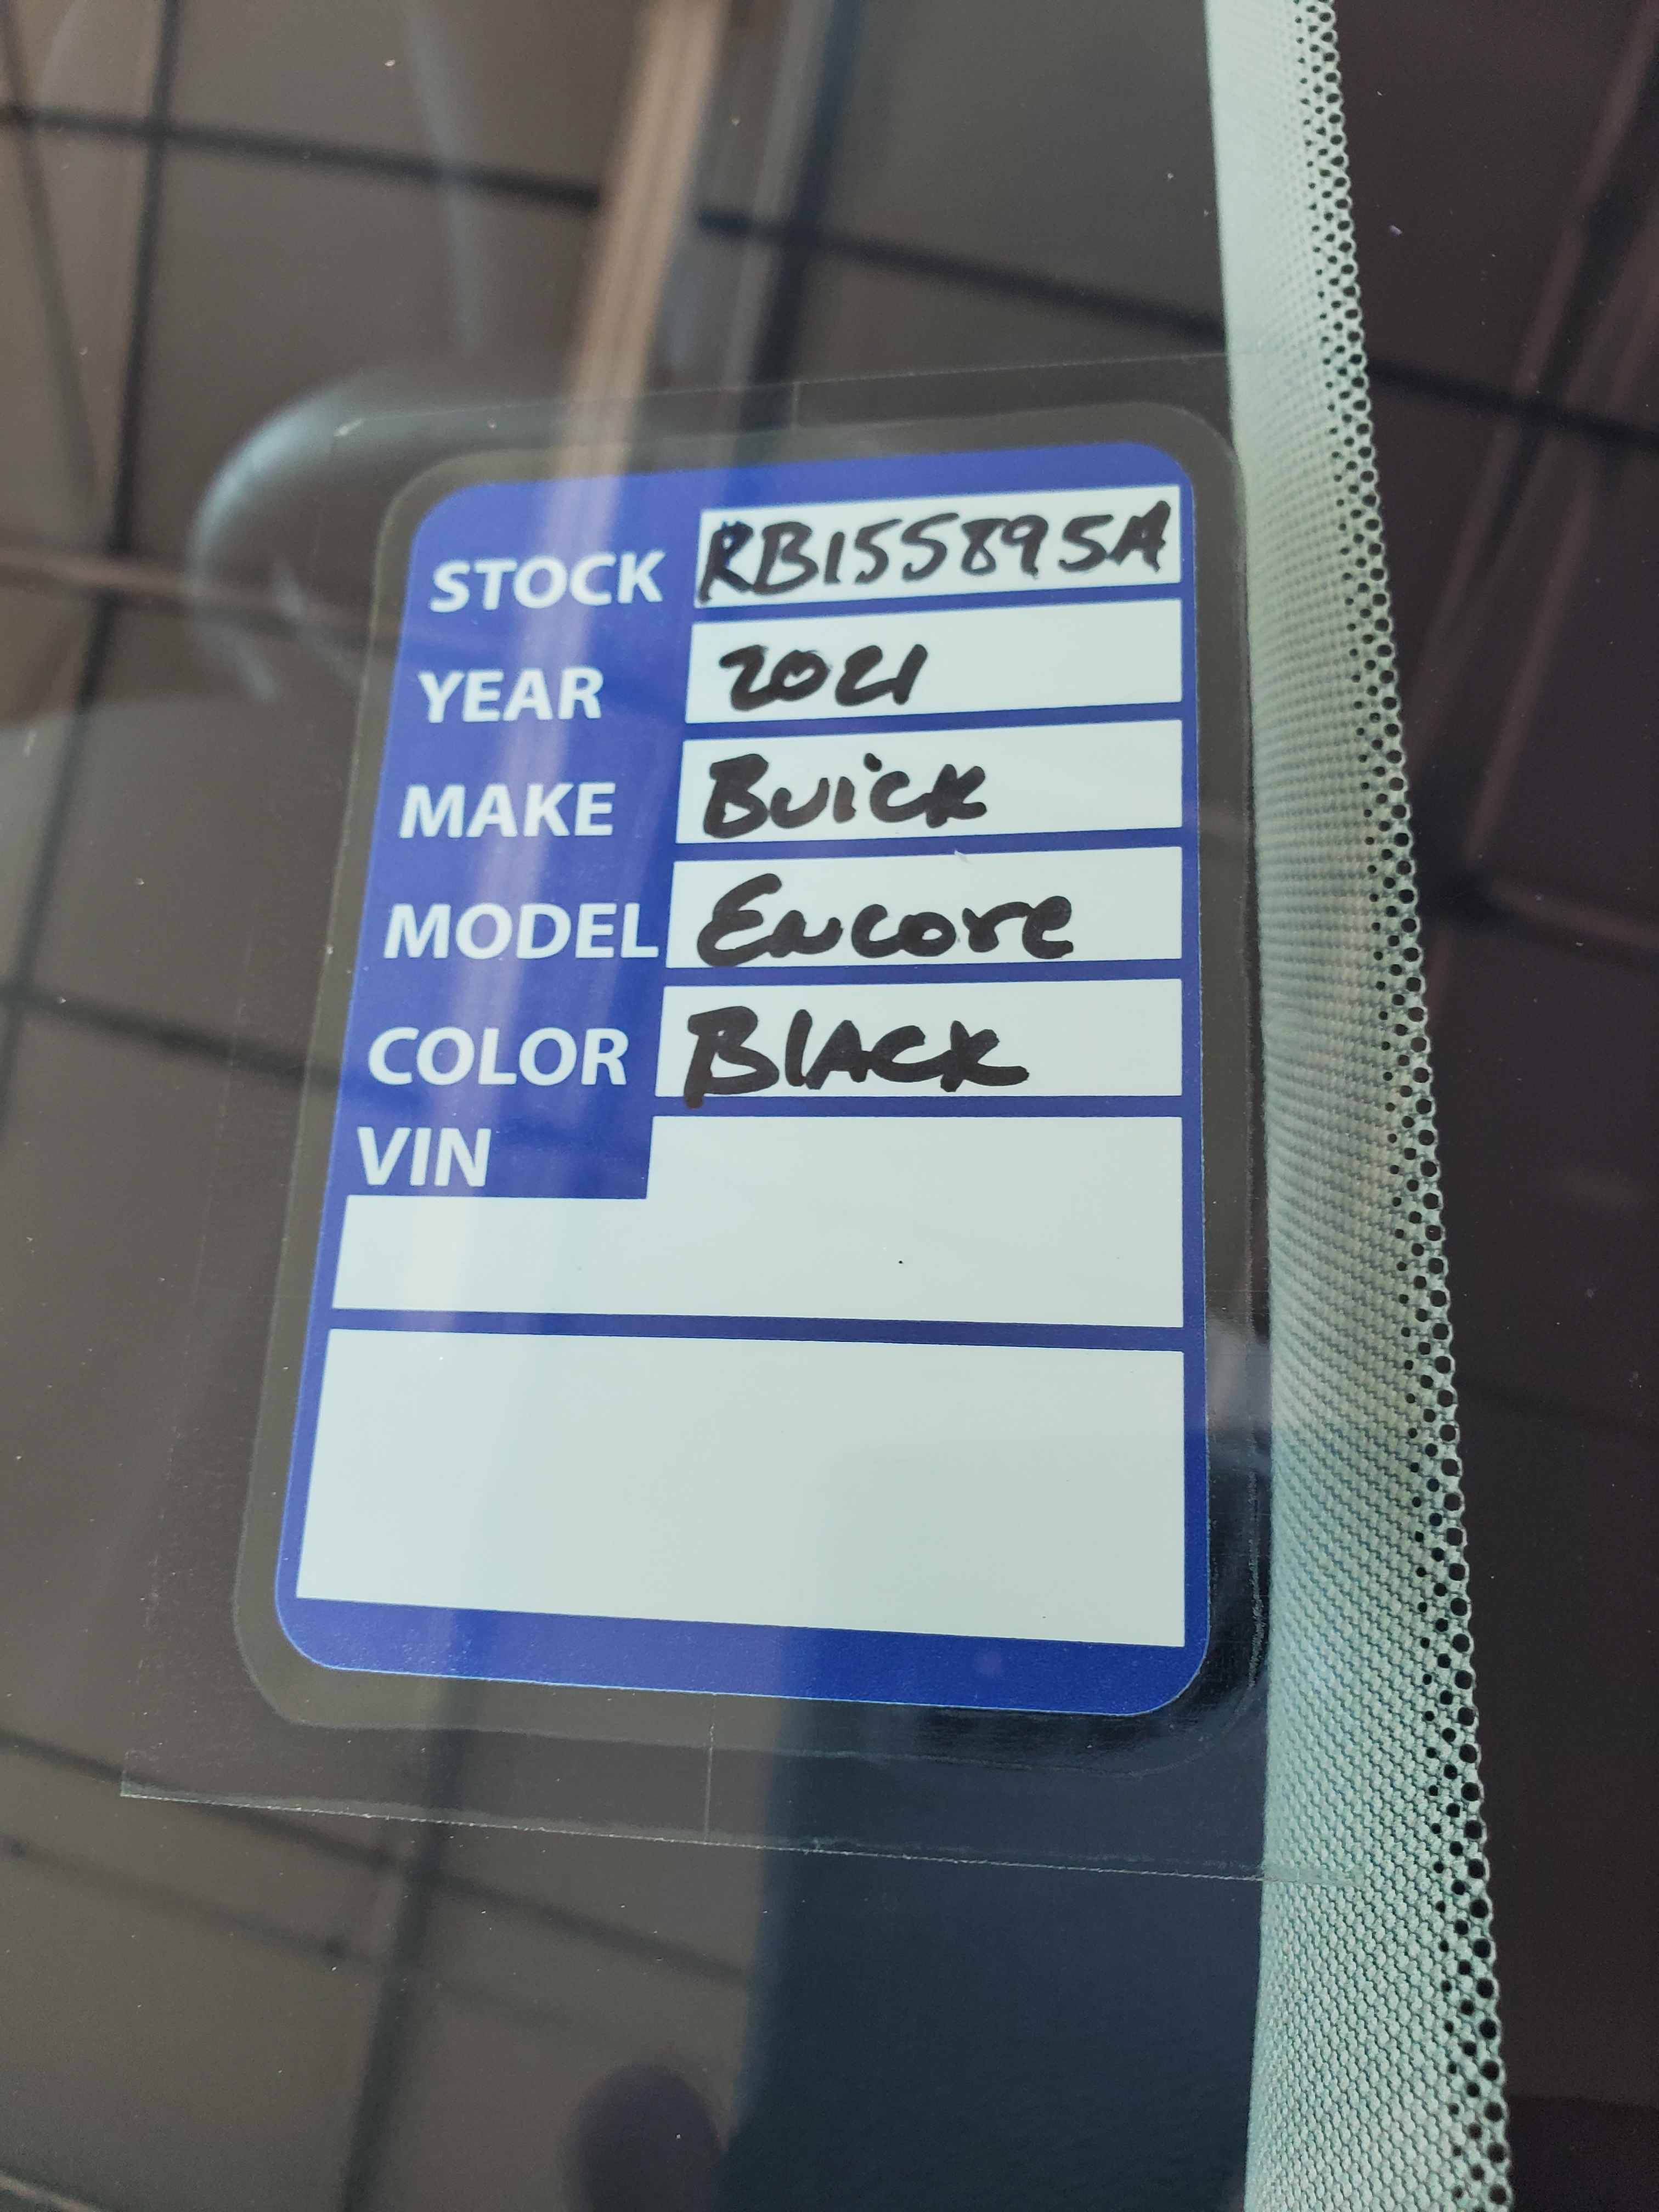 STOCK RB155895A
YEAR 2021
MAKE Buick
MODEL Encore
COLOR BlACK
VIN